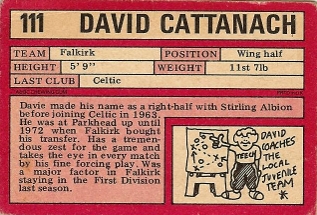 111 DAVID CATTANACH
TEAM Falkirk POSITION Wing half
HEIGHT 5' 9" WEIGHT 11st 7lb
LAST CLUB Celtic
Davie made his name as a right-half with Stirling Albion
before joining Celtic in 1963.
He was at Parkhead up until
1972 when Falkirk bought
his transfer. Has a tremen-
dous zest for the game and
takes the eye in every match
by his fine forcing play. Was
a major factor in Falkirk
staying in the First Division
last season.
DAVID
COACHES
THE
LOCAL
JUVENILE
TEAM